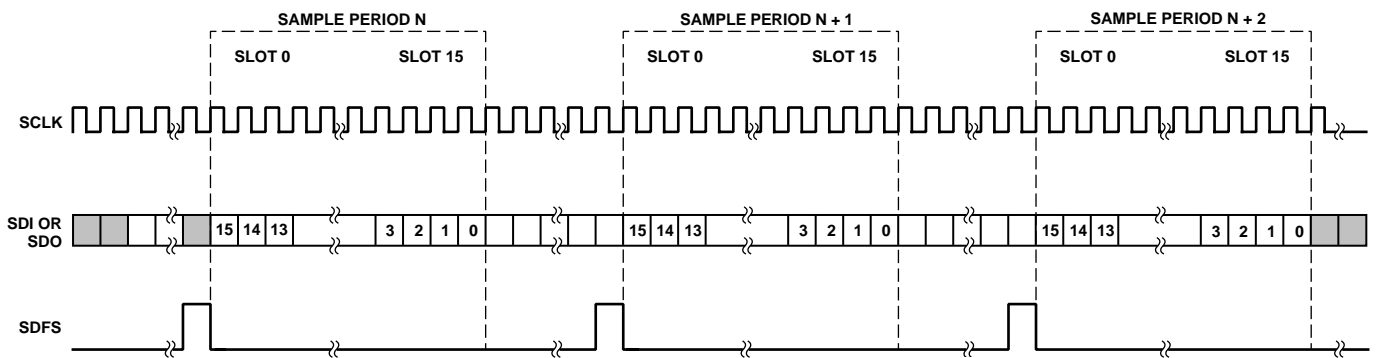 SAMPLE PERIOD N SAMPLE PERIOD N + 1 SAMPLE PERIOD N + 2
SLOT 0 SLOT 15 SLOT 0 SLOT 15 SLOT 0 SLOT 15
SCLK
SDI OR
SDO
15 14 13 3 2 1 0 15 14 13 3 2 1 0 15 14 13 3 2 1 0
SDFS